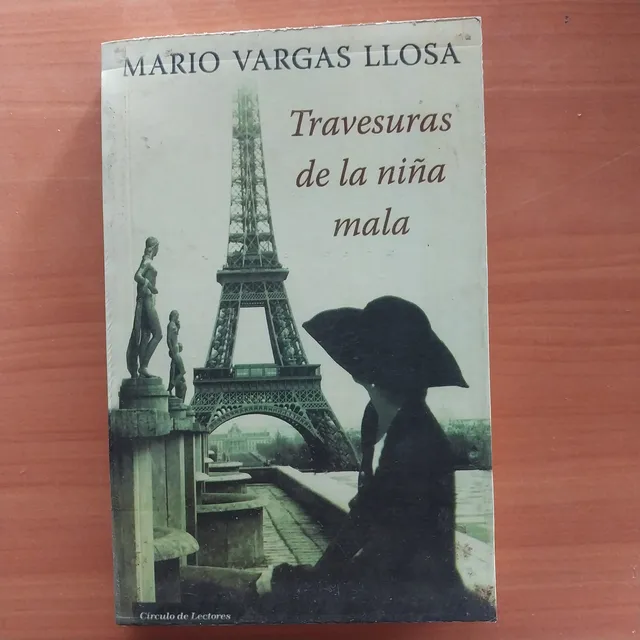 MARIO VARGAS LLOSA
Travesuras
de la niña
mala
Círculo de Lectores